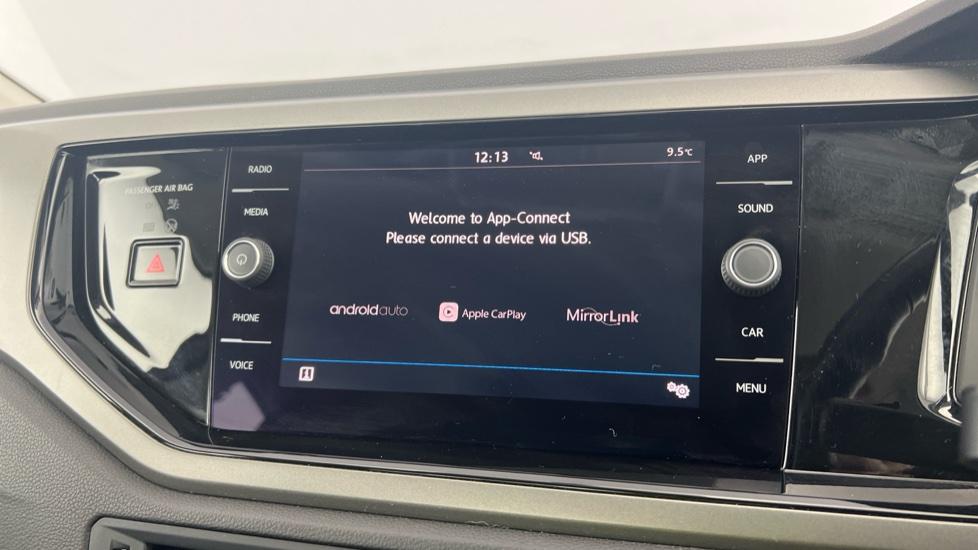 PASSENGER AIR BAG
RADIO
MEDIA
PHONE
VOICE
12:13
9.5°C
Welcome to App-Connect
Please connect a device via USB.
androidauto
Apple CarPlay
MirrorLink
APP
SOUND
CAR
MENU